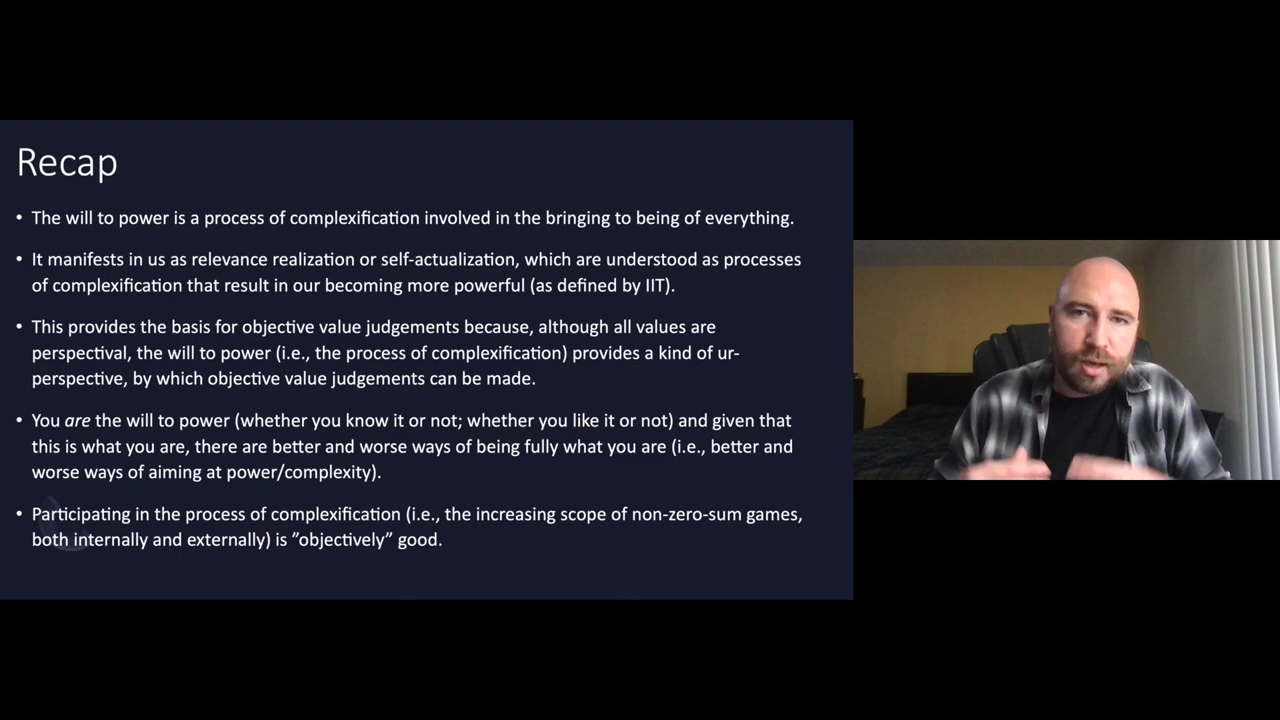 Recap
• The will to power is a process of complexification involved in the bringing to being of everything.
• It manifests in us as relevance realization or self-actualization, which are understood as processes
of complexification that result in our becoming more powerful (as defined by IIT).
• This provides the basis for objective value judgements because, although all values are
perspectival, the will to power (i.e., the process of complexification) provides a kind of ur-
perspective, by which objective value judgements can be made.
• You are the will to power (whether you know it or not; whether you like it or not) and given that
this is what you are, there are better and worse ways of being fully what you are (i.e., better and
worse ways of aiming at power/complexity).
• Participating in the process of complexification (i.e., the increasing scope of non-zero-sum games,
both internally and externally) is ”objectively” good.